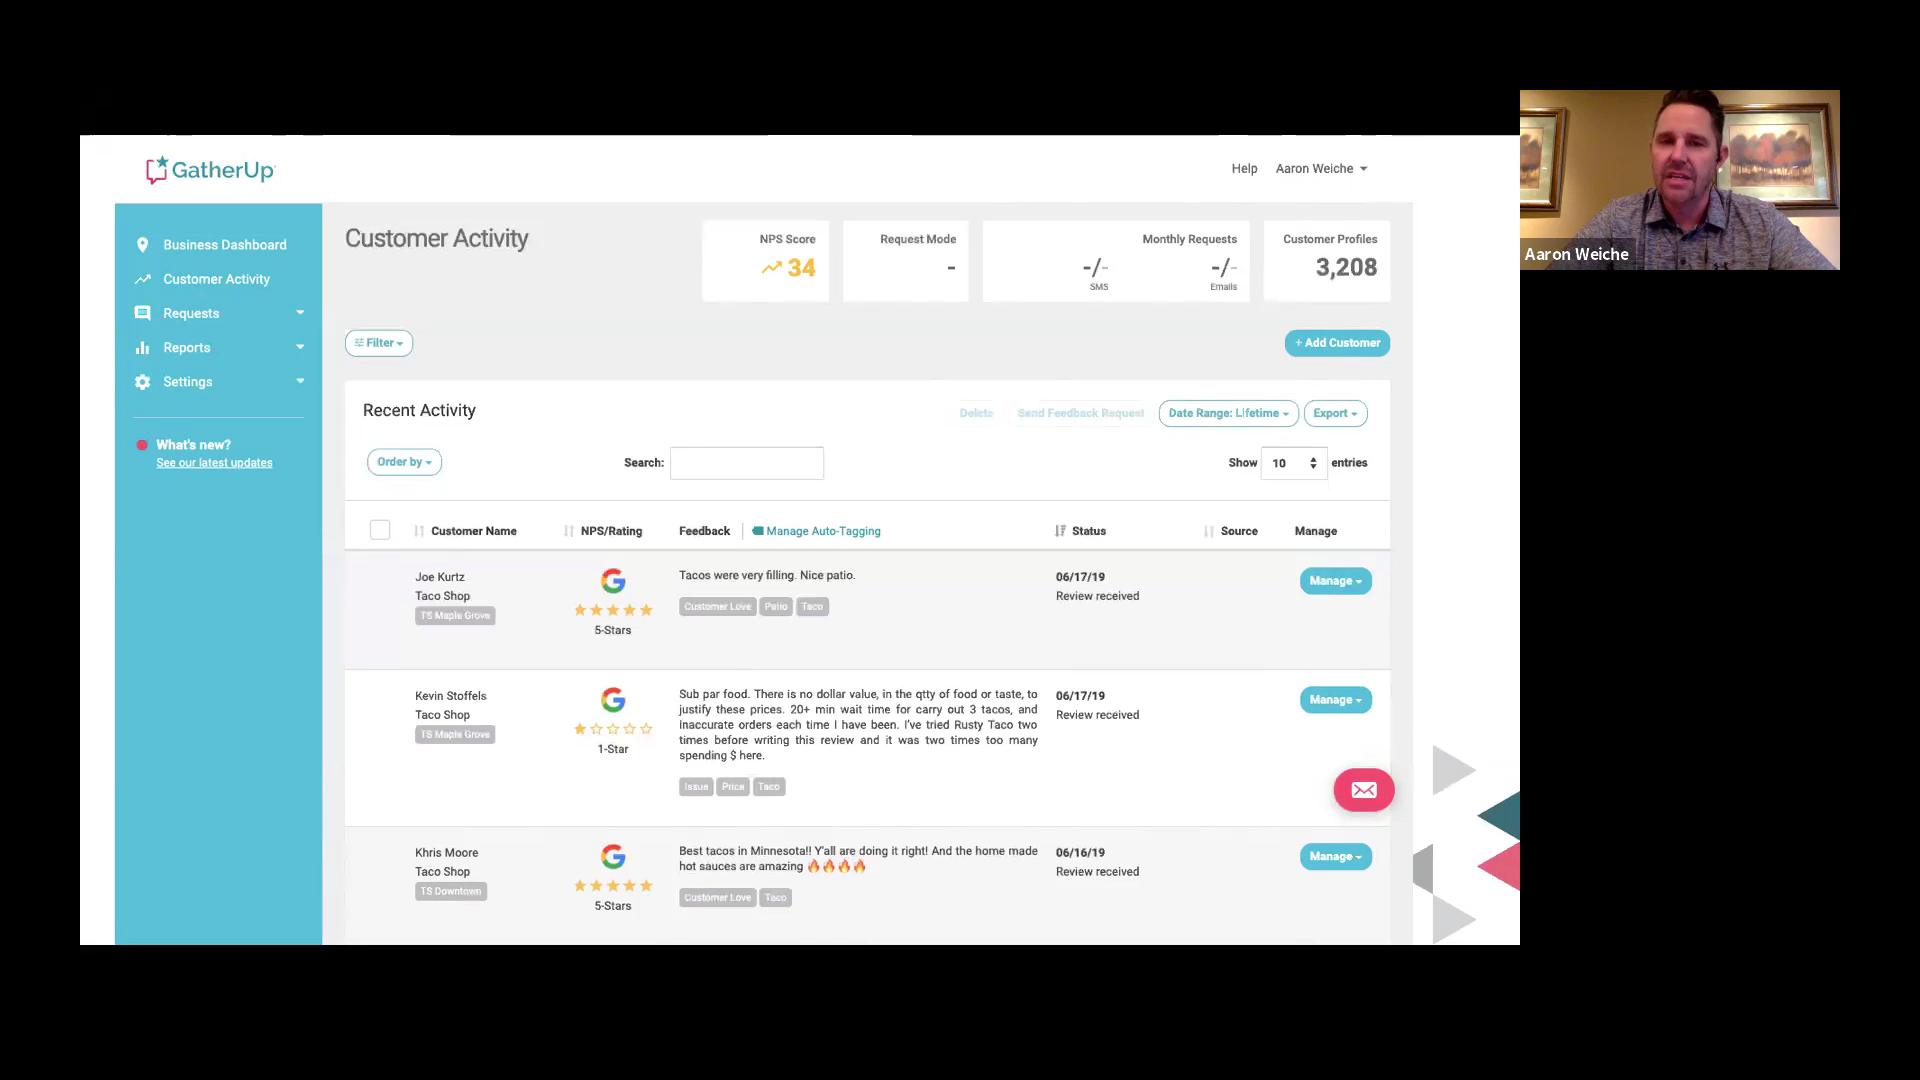 GatherUp
Help Aaron Weiche
Aaron Weiche
Business Dashboard
Customer Activity
Requests
Reports
Settings
What's new?
See our latest updates
Customer Activity
NPS Score
34
Request Mode
-
Monthly Requests
-/-
SMS
-/-
Emails
Customer Profiles
3,208
Filter
+ Add Customer
Recent Activity
Delete Send Feedback Request Date Range: Lifetime Export
Order by Search: Show 10 entries
Customer Name NPS/Rating Feedback Manage Auto-Tagging Status Source Manage
Joe Kurtz
Taco Shop
TS Maple Grove
5-Stars
Tacos were very filling. Nice patio.
Customer Love Patio Taco
06/17/19
Review received
Manage
Kevin Stoffels
Taco Shop
TS Maple Grove
1-Star
Sub par food. There is no dollar value, in the qtty of food or taste, to
justify these prices. 20+ min wait time for carry out 3 tacos, and
inaccurate orders each time I have been. I've tried Rusty Taco two
times before writing this review and it was two times too many
spending $ here.
Issue Price Taco
06/17/19
Review received
Manage
Khris Moore
Taco Shop
TS Downtown
5-Stars
Best tacos in Minnesota!! Y'all are doing it right! And the home made
hot sauces are amazing 🔥🔥🔥🔥
Customer Love Taco
06/16/19
Review received
Manage